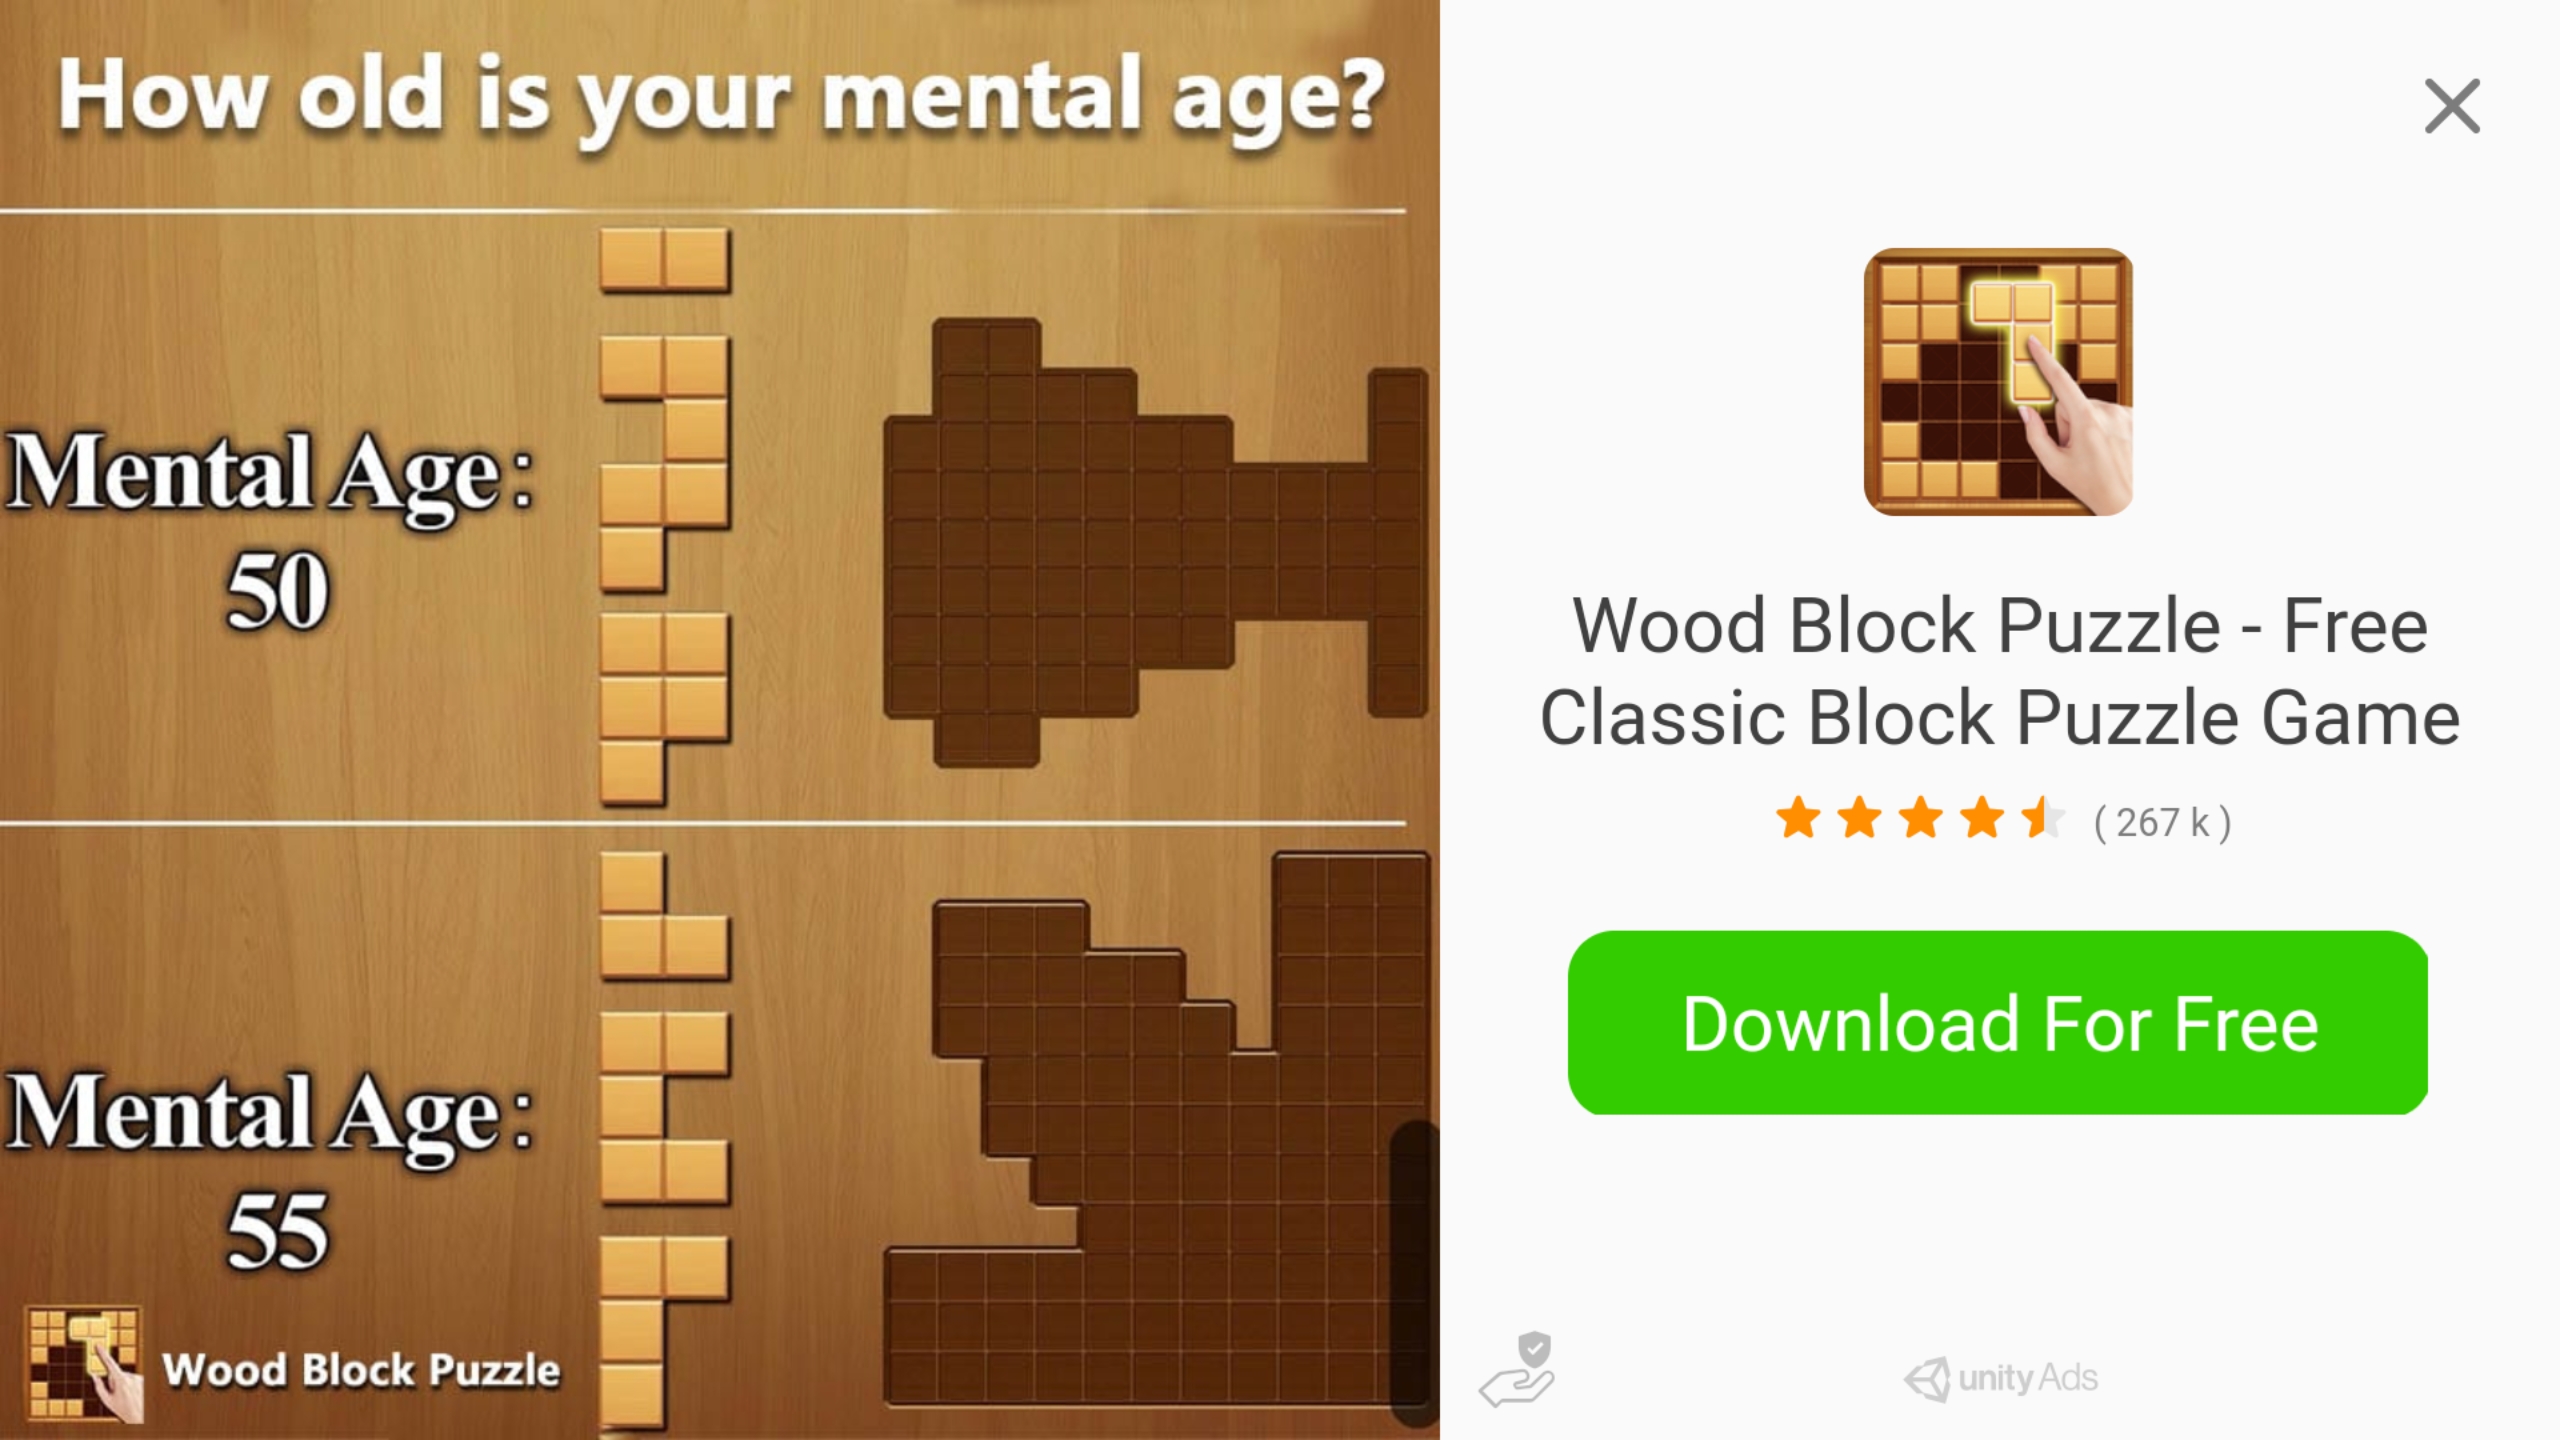 How old is your mental age?
Mental Age:
50
Mental Age:
55
Wood Block Puzzle
Wood Block Puzzle - Free
Classic Block Puzzle Game
( 267 k )
Download For Free
unity Ads